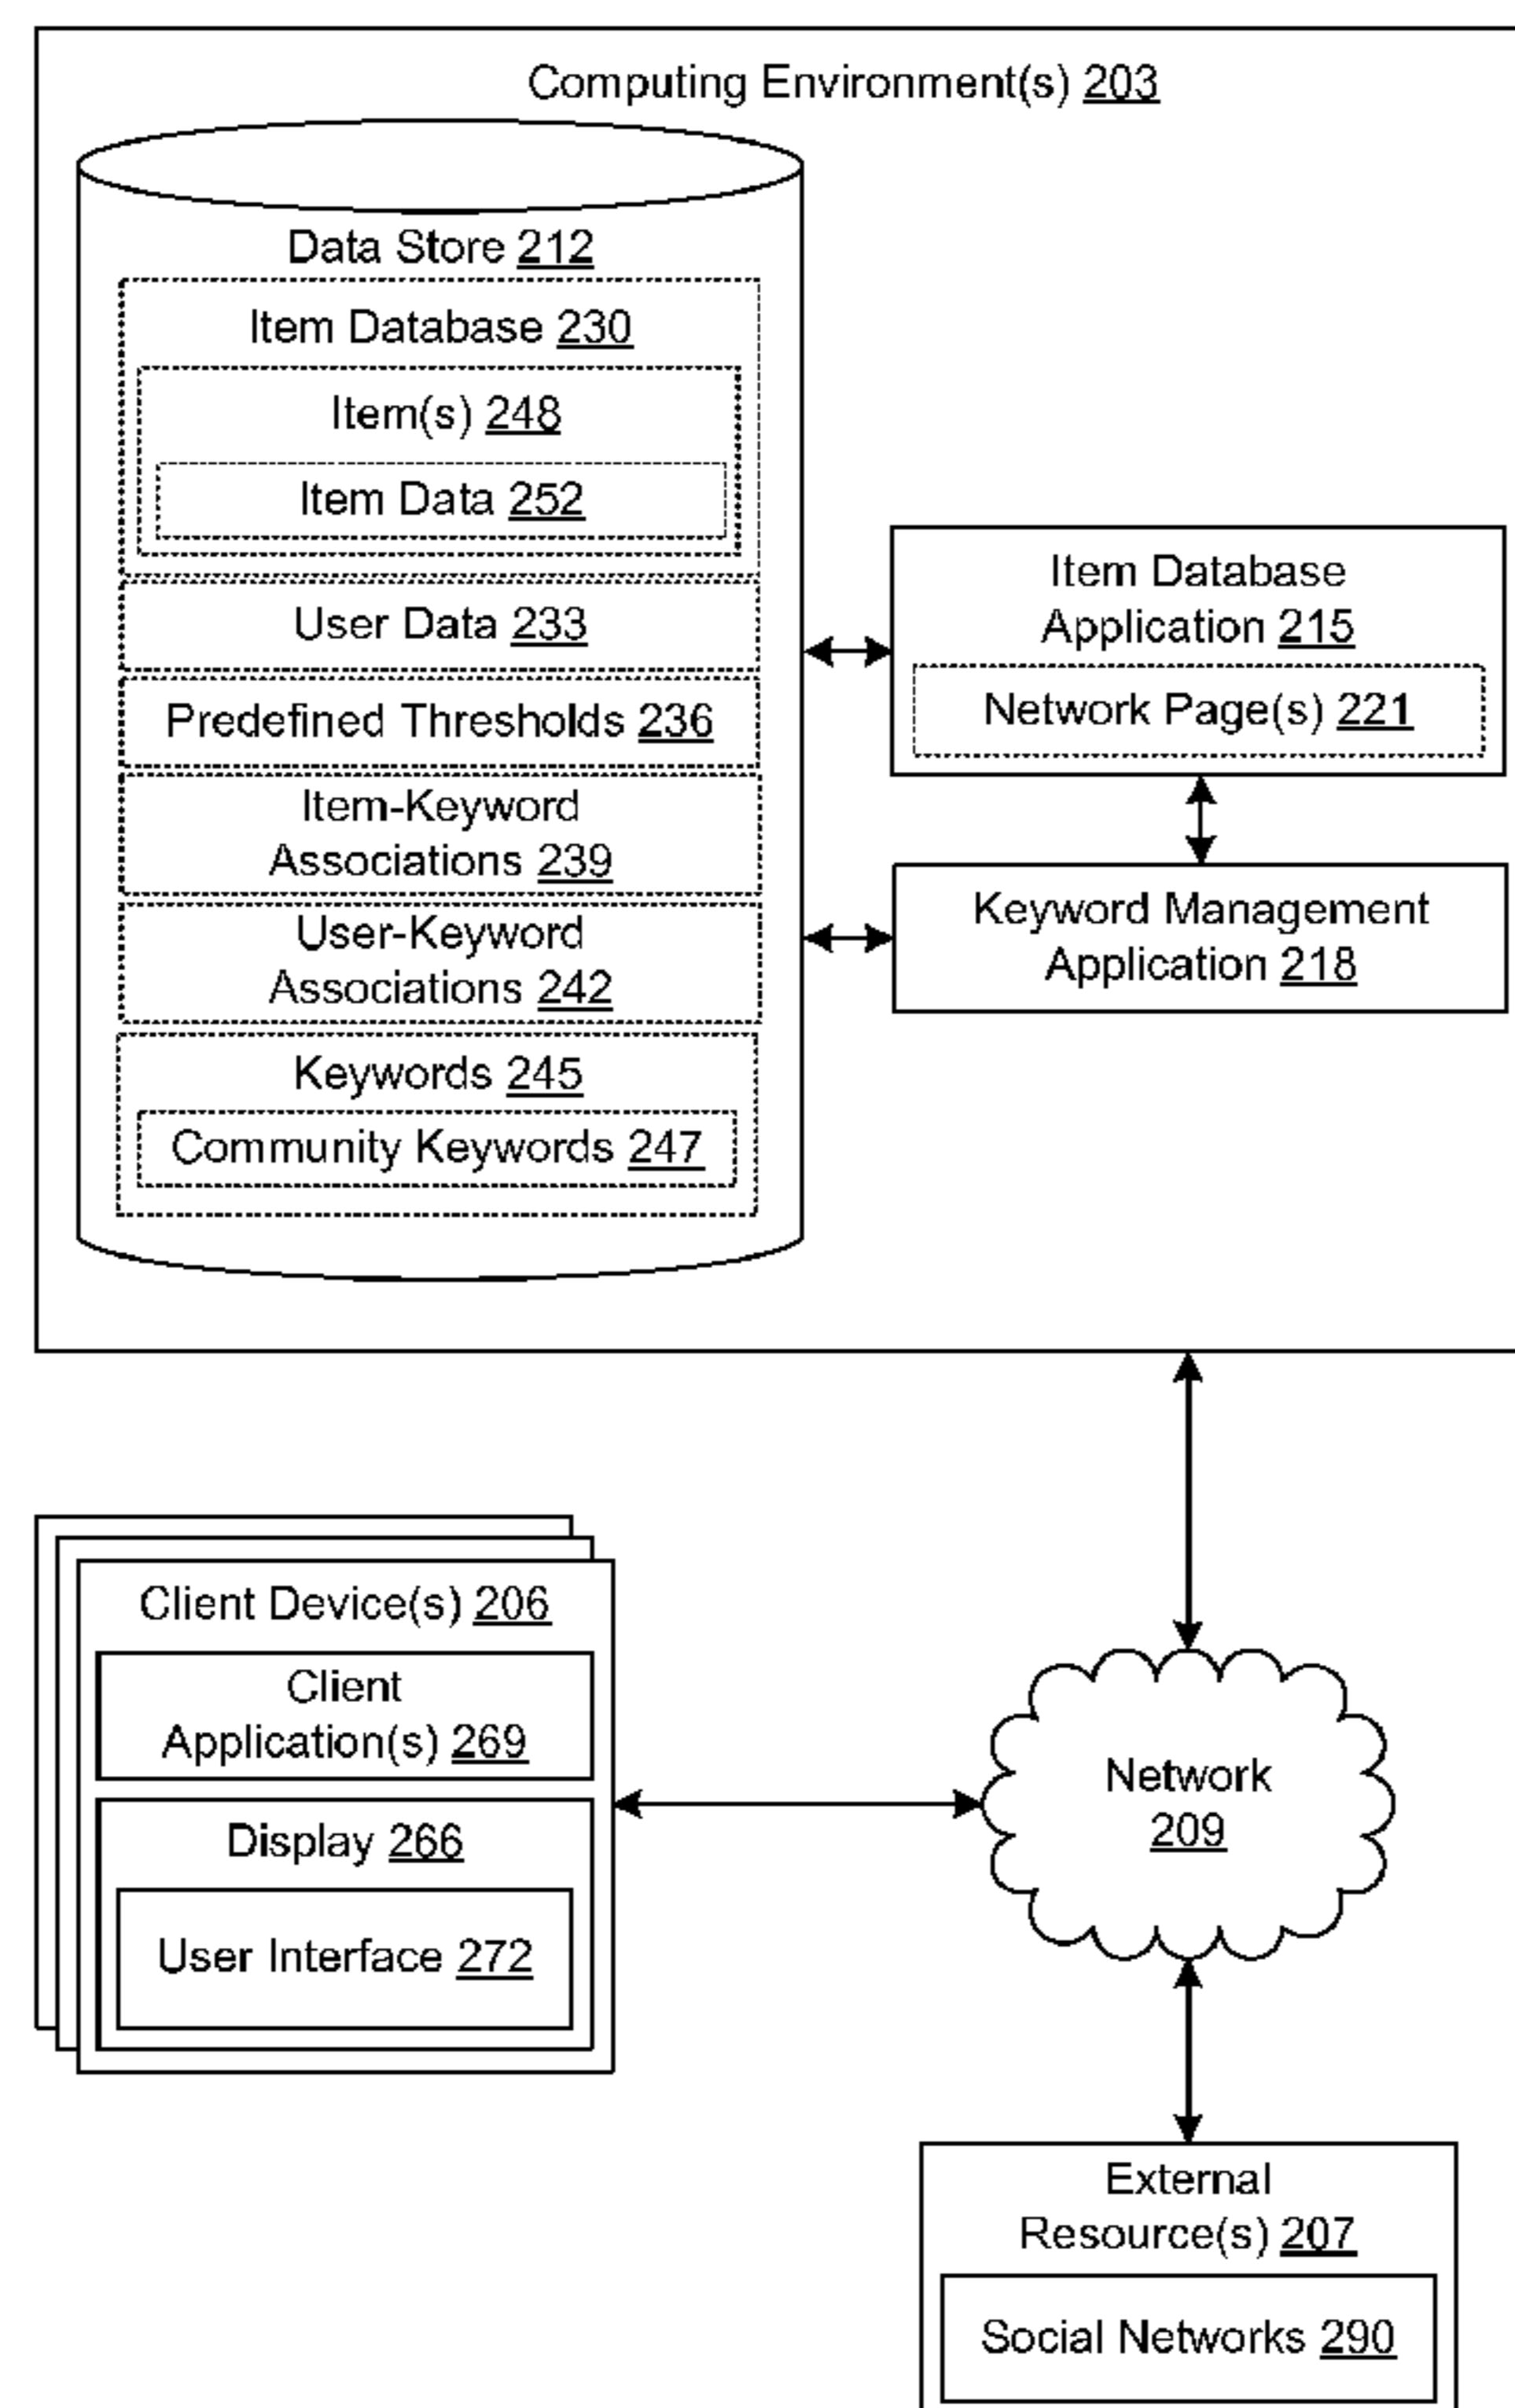 Computing Environment(s) 203
Data Store 212
Item Database 230
Item(s) 248
Item Data 252
User Data 233
Predefined Thresholds 236
Item-Keyword
Associations 239
User-Keyword
Associations 242
Keywords 245
Community Keywords 247
Item Database
Application 215
Network Page(s) 221
Keyword Management
Application 218
Client Device(s) 206
Client
Application(s) 269
Display 266
User Interface 272
Network
209
External
Resource(s) 207
Social Networks 290